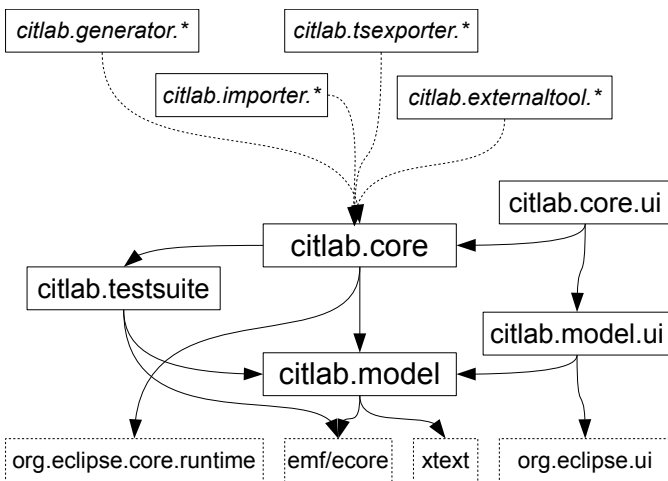 citlab.generator.*
citlab.tsexporter.*
citlab.importer.*
citlab.externaltool.*
citlab.core.ui
citlab.core
citlab.testsuite
citlab.model.ui
citlab.model
org.eclipse.core.runtime
emf/ecore
xtext
org.eclipse.ui